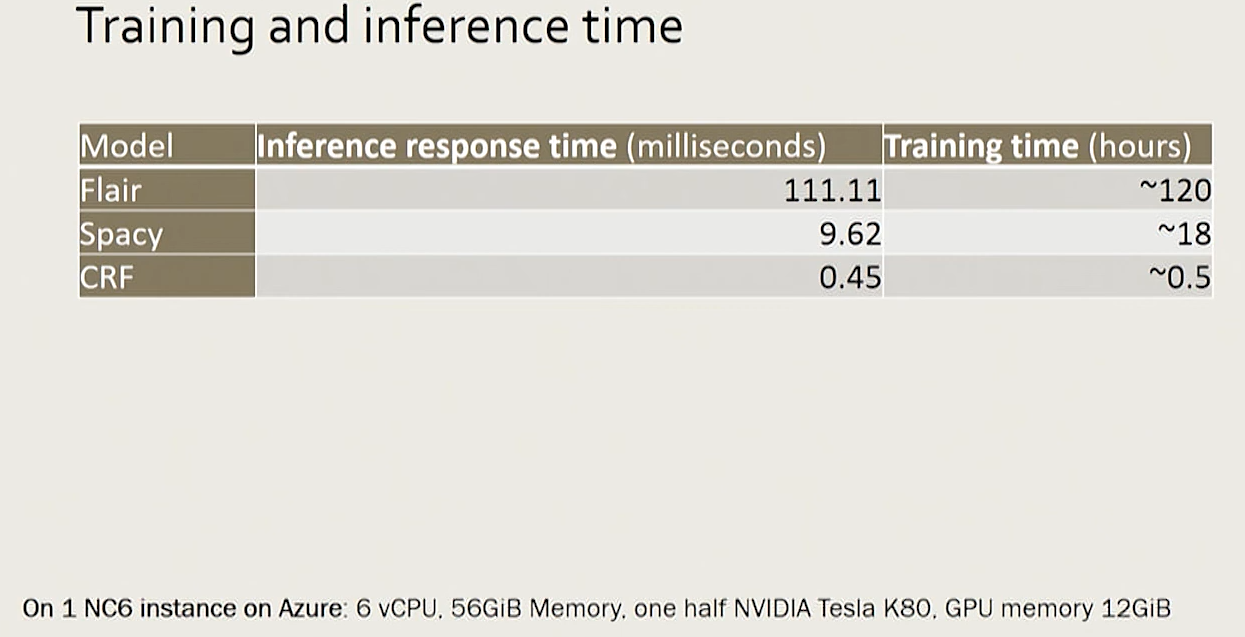 Training and inference time
Model Inference response time (milliseconds) Training time (hours)
Flair 111.11 ~120
Spacy 9.62 ~18
CRF 0.45 ~0.5
On 1 NC6 instance on Azure: 6 vCPU, 56GiB Memory, one half NVIDIA Tesla K80, GPU memory 12GiB